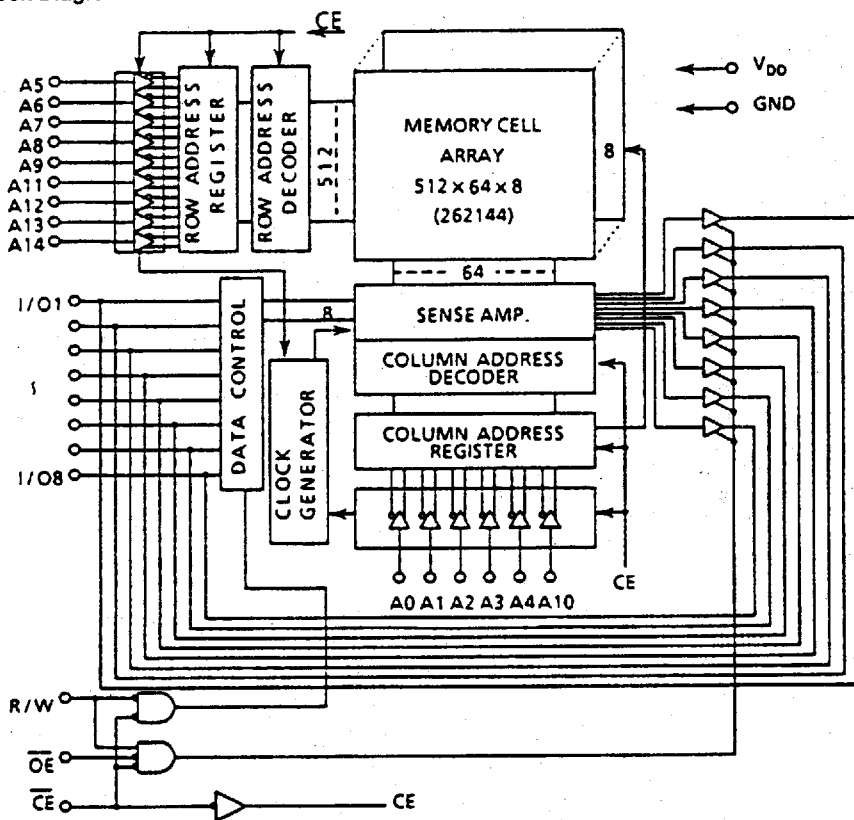 CE
A5
A6
A7
A8
A9
A11
A12
A13
A14
ROW ADDRESS
REGISTER
ROW ADDRESS
DECODER
512
MEMORY CELL
ARRAY
512 x 64 x 8
(262144)
8
V_DD
GND
64
I/O1
I/O8
DATA CONTROL
8
SENSE AMP.
COLUMN ADDRESS
DECODER
COLUMN ADDRESS
REGISTER
CLOCK
GENERATOR
A0 A1 A2 A3 A4 A10
CE
R/W
OE
CE
CE